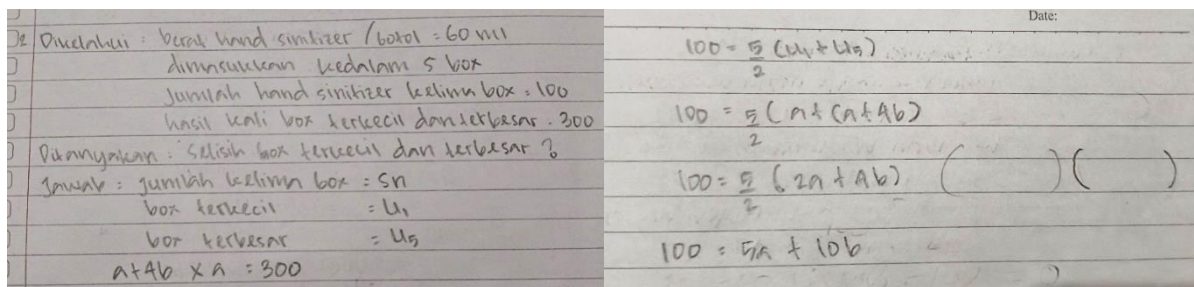 2 Diketahui : berat hand sinitizer / botol = 60 ml
dimasukkan kedalam 5 box
Jumlah hand sinitizer kelima box = 100
hasil kali box terkecil dan terbesar = 300
Ditanyakan : Selisih box terkecil dan terbesar ?
Jawab : jumlah kelima box = Sn
box terkecil = U₁
box terbesar = U₅
a+4b x a = 300
Date:
100 = 5/2 (U₁ + U₅)
100 = 5/2 (a + (a+4b)
100 = 5/2 (2a + 4b) (     ) (     )
100 = 5a + 10b